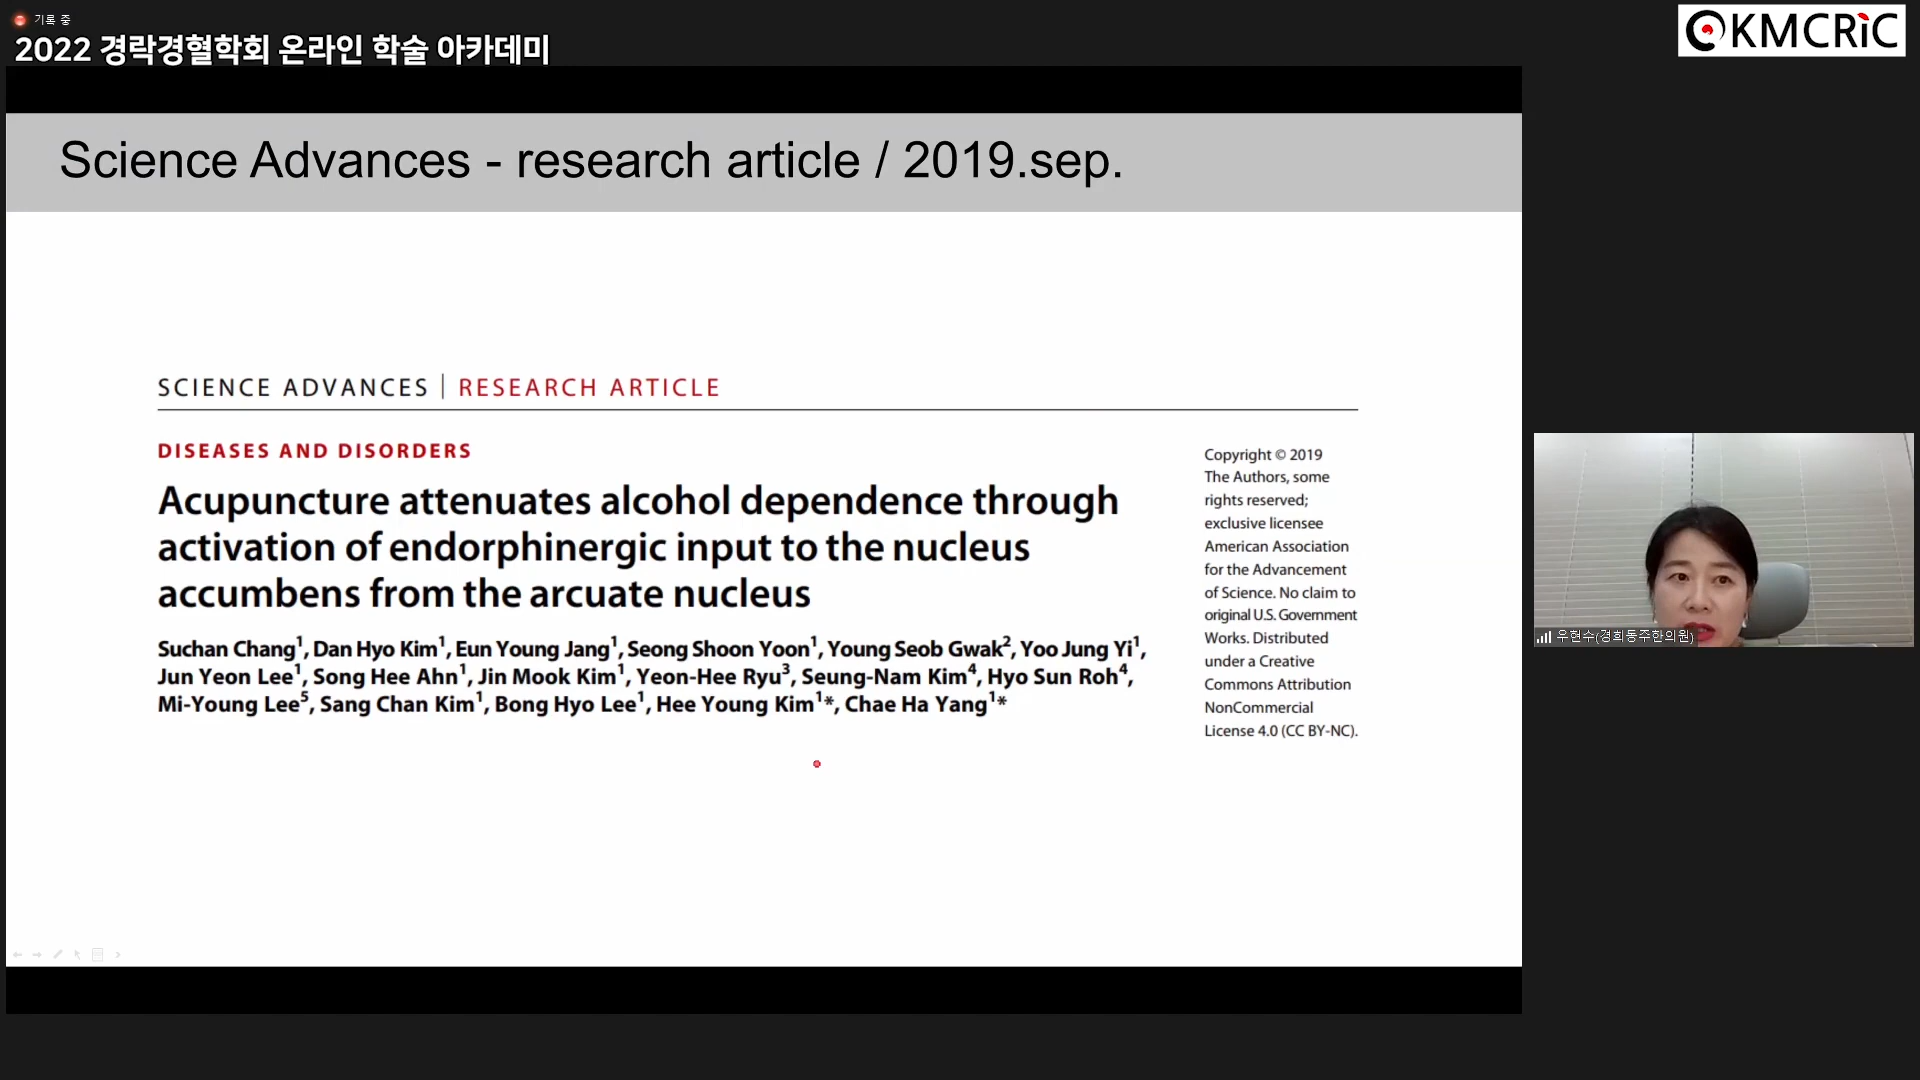 기록 중
2022 경락경혈학회 온라인 학술 아카데미
KMCRiC
Science Advances - research article / 2019.sep.
SCIENCE ADVANCES | RESEARCH ARTICLE
DISEASES AND DISORDERS
Acupuncture attenuates alcohol dependence through
activation of endorphinergic input to the nucleus
accumbens from the arcuate nucleus
Suchan Chang1, Dan Hyo Kim1, Eun Young Jang1, Seong Shoon Yoon1, Young Seob Gwak2, Yoo Jung Yi1,
Jun Yeon Lee1, Song Hee Ahn1, Jin Mook Kim1, Yeon-Hee Ryu3, Seung-Nam Kim4, Hyo Sun Roh4,
Mi-Young Lee5, Sang Chan Kim1, Bong Hyo Lee1, Hee Young Kim1*, Chae Ha Yang1*
Copyright © 2019
The Authors, some
rights reserved;
exclusive licensee
American Association
for the Advancement
of Science. No claim to
original U.S. Government
Works. Distributed
under a Creative
Commons Attribution
NonCommercial
License 4.0 (CC BY-NC).
우현수(경희동주한의원)